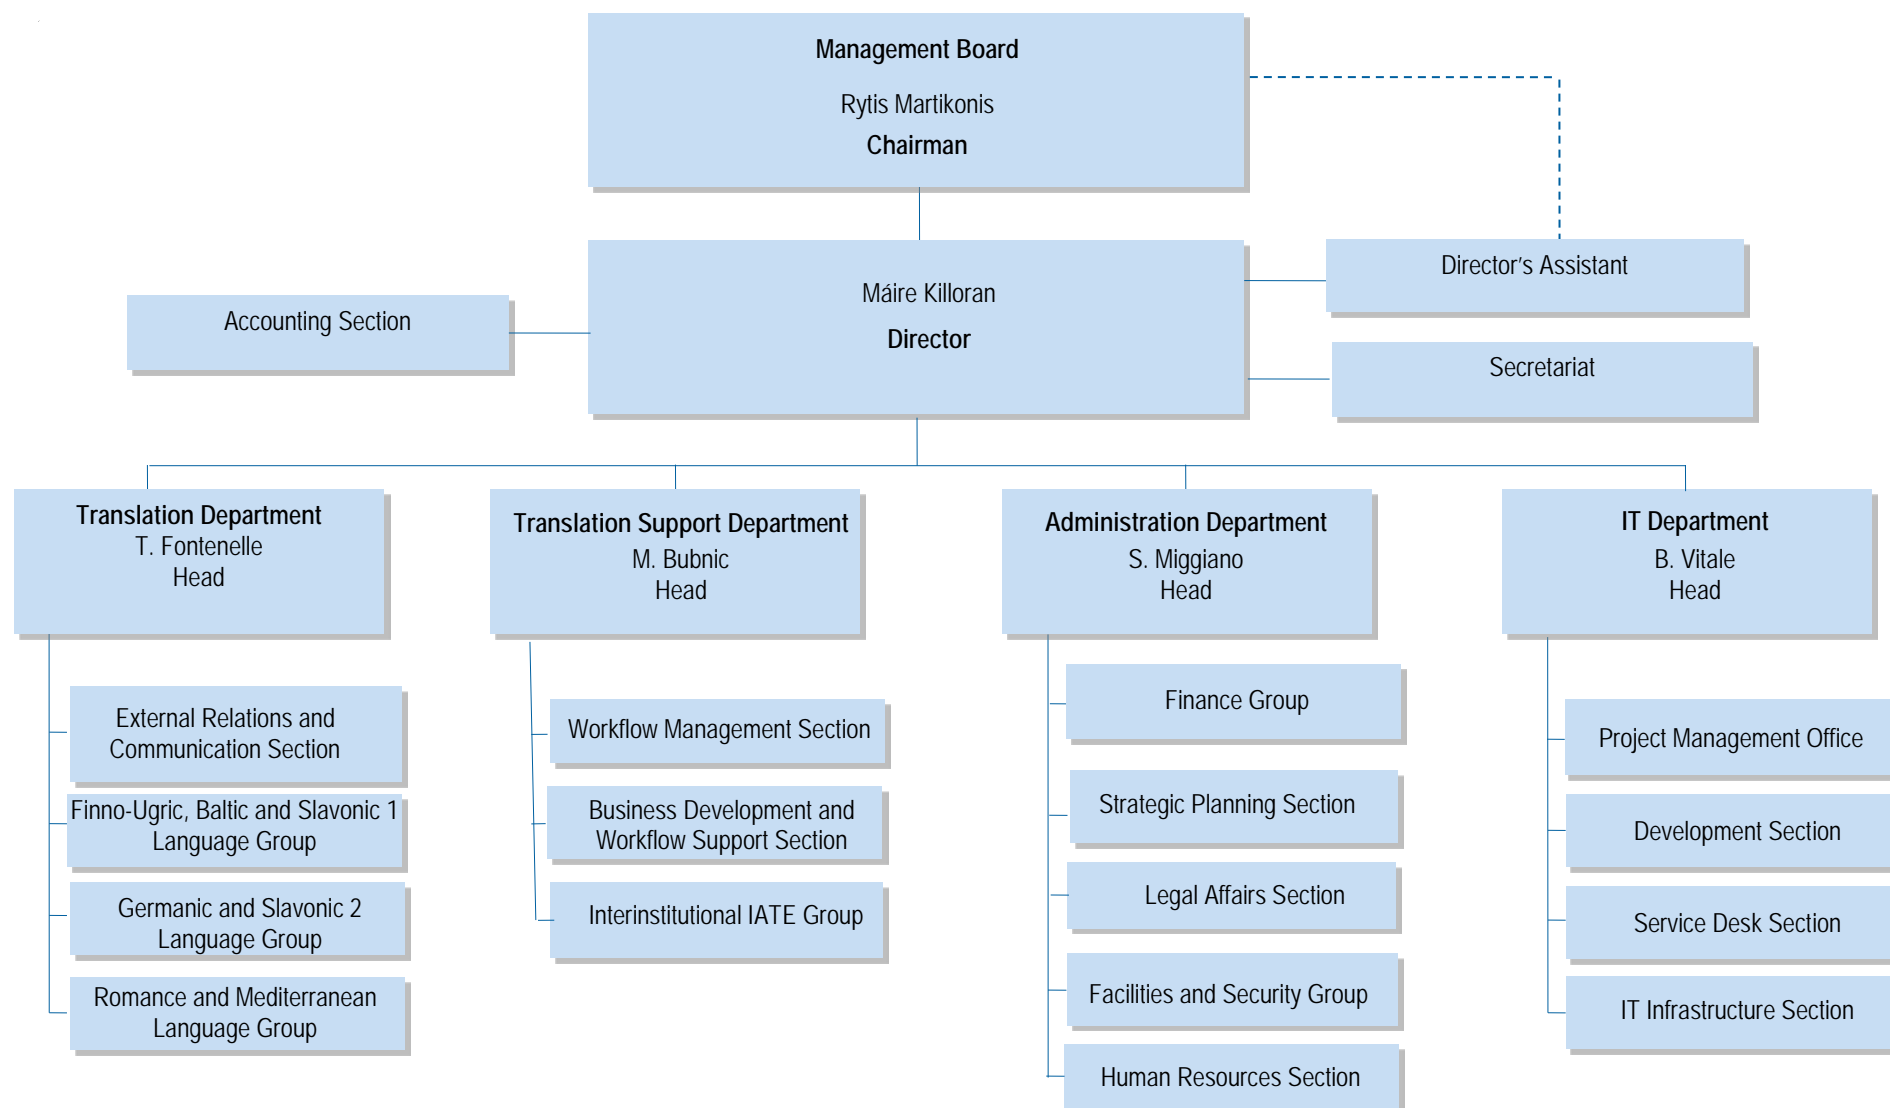 Management Board
Rytis Martikonis
Chairman
Máire Killoran
Director
Director's Assistant
Accounting Section
Secretariat
Translation Department
T. Fontenelle
Head
Translation Support Department
M. Bubnic
Head
Administration Department
S. Miggiano
Head
IT Department
B. Vitale
Head
External Relations and
Communication Section
Finno-Ugric, Baltic and Slavonic 1
Language Group
Germanic and Slavonic 2
Language Group
Romance and Mediterranean
Language Group
Workflow Management Section
Business Development and
Workflow Support Section
Interinstitutional IATE Group
Finance Group
Strategic Planning Section
Legal Affairs Section
Facilities and Security Group
Human Resources Section
Project Management Office
Development Section
Service Desk Section
IT Infrastructure Section